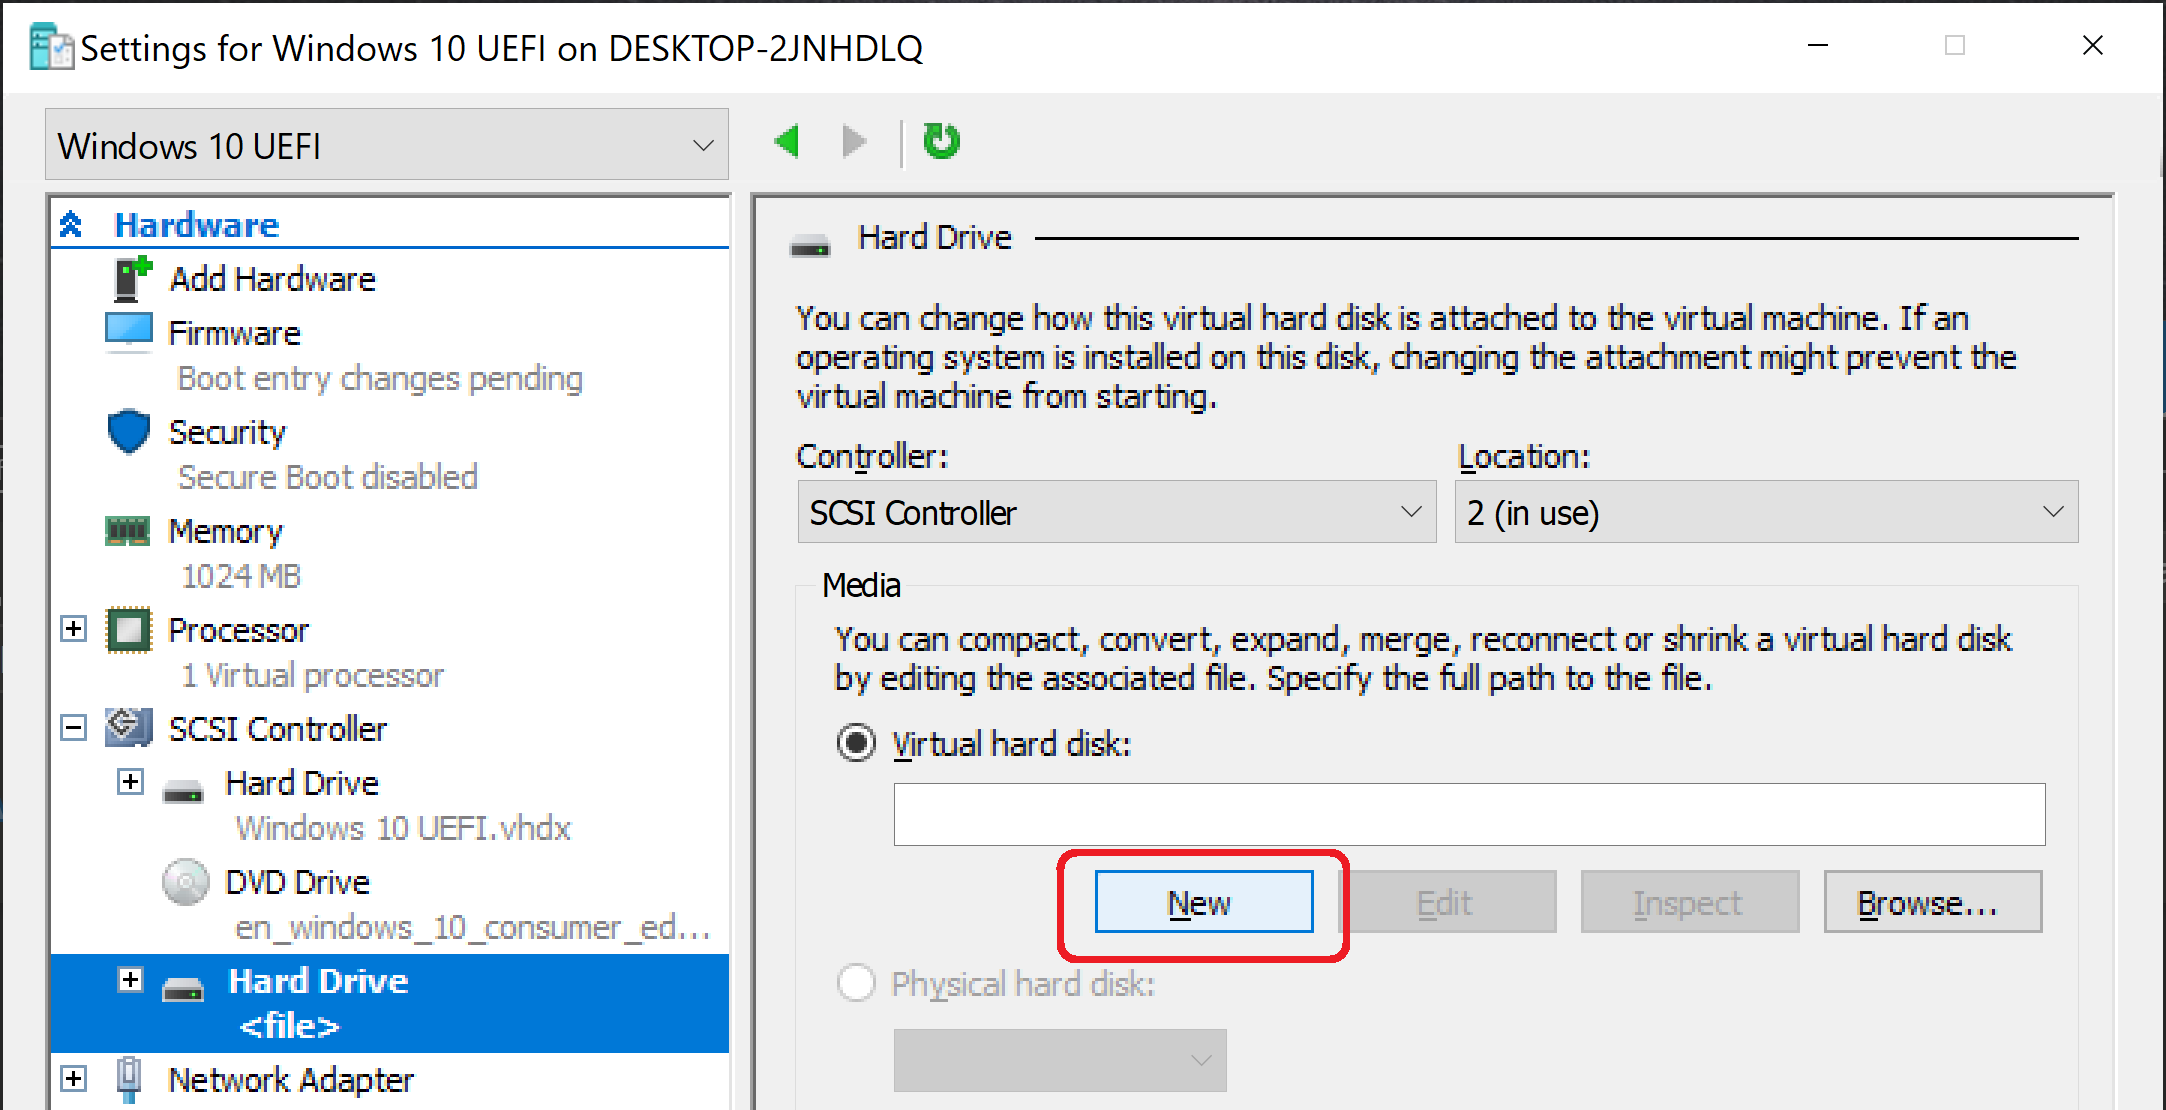 Settings for Windows 10 UEFI on DESKTOP-2JNHDLQ
Windows 10 UEFI
Hardware
Add Hardware
Firmware
Boot entry changes pending
Security
Secure Boot disabled
Memory
1024 MB
Processor
1 Virtual processor
SCSI Controller
Hard Drive
Windows 10 UEFI.vhdx
DVD Drive
en_windows_10_consumer_ed...
Hard Drive
<file>
Network Adapter
Hard Drive
You can change how this virtual hard disk is attached to the virtual machine. If an
operating system is installed on this disk, changing the attachment might prevent the
virtual machine from starting.
Controller:
Location:
SCSI Controller
2 (in use)
Media
You can compact, convert, expand, merge, reconnect or shrink a virtual hard disk
by editing the associated file. Specify the full path to the file.
Virtual hard disk:
New
Edit
Inspect
Browse...
Physical hard disk: